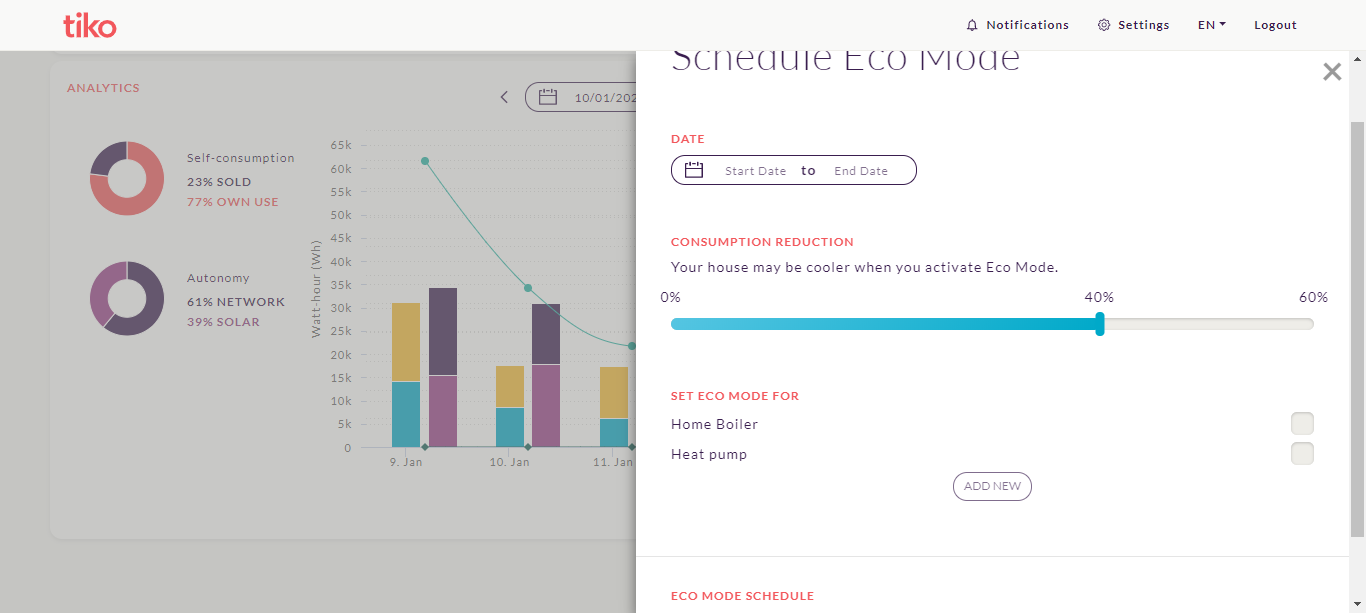 tiko
Notifications
Settings
EN
Logout
ANALYTICS
10/01/202
Self-consumption
23% SOLD
77% OWN USE
Autonomy
61% NETWORK
39% SOLAR
Watt-hour (Wh)
65k
60k
55k
50k
45k
40k
35k
30k
25k
20k
15k
10k
5k
0
9. Jan
10. Jan
11. Jan
Schedule Eco Mode
DATE
Start Date to End Date
CONSUMPTION REDUCTION
Your house may be cooler when you activate Eco Mode.
0%
40%
60%
SET ECO MODE FOR
Home Boiler
Heat pump
ADD NEW
ECO MODE SCHEDULE